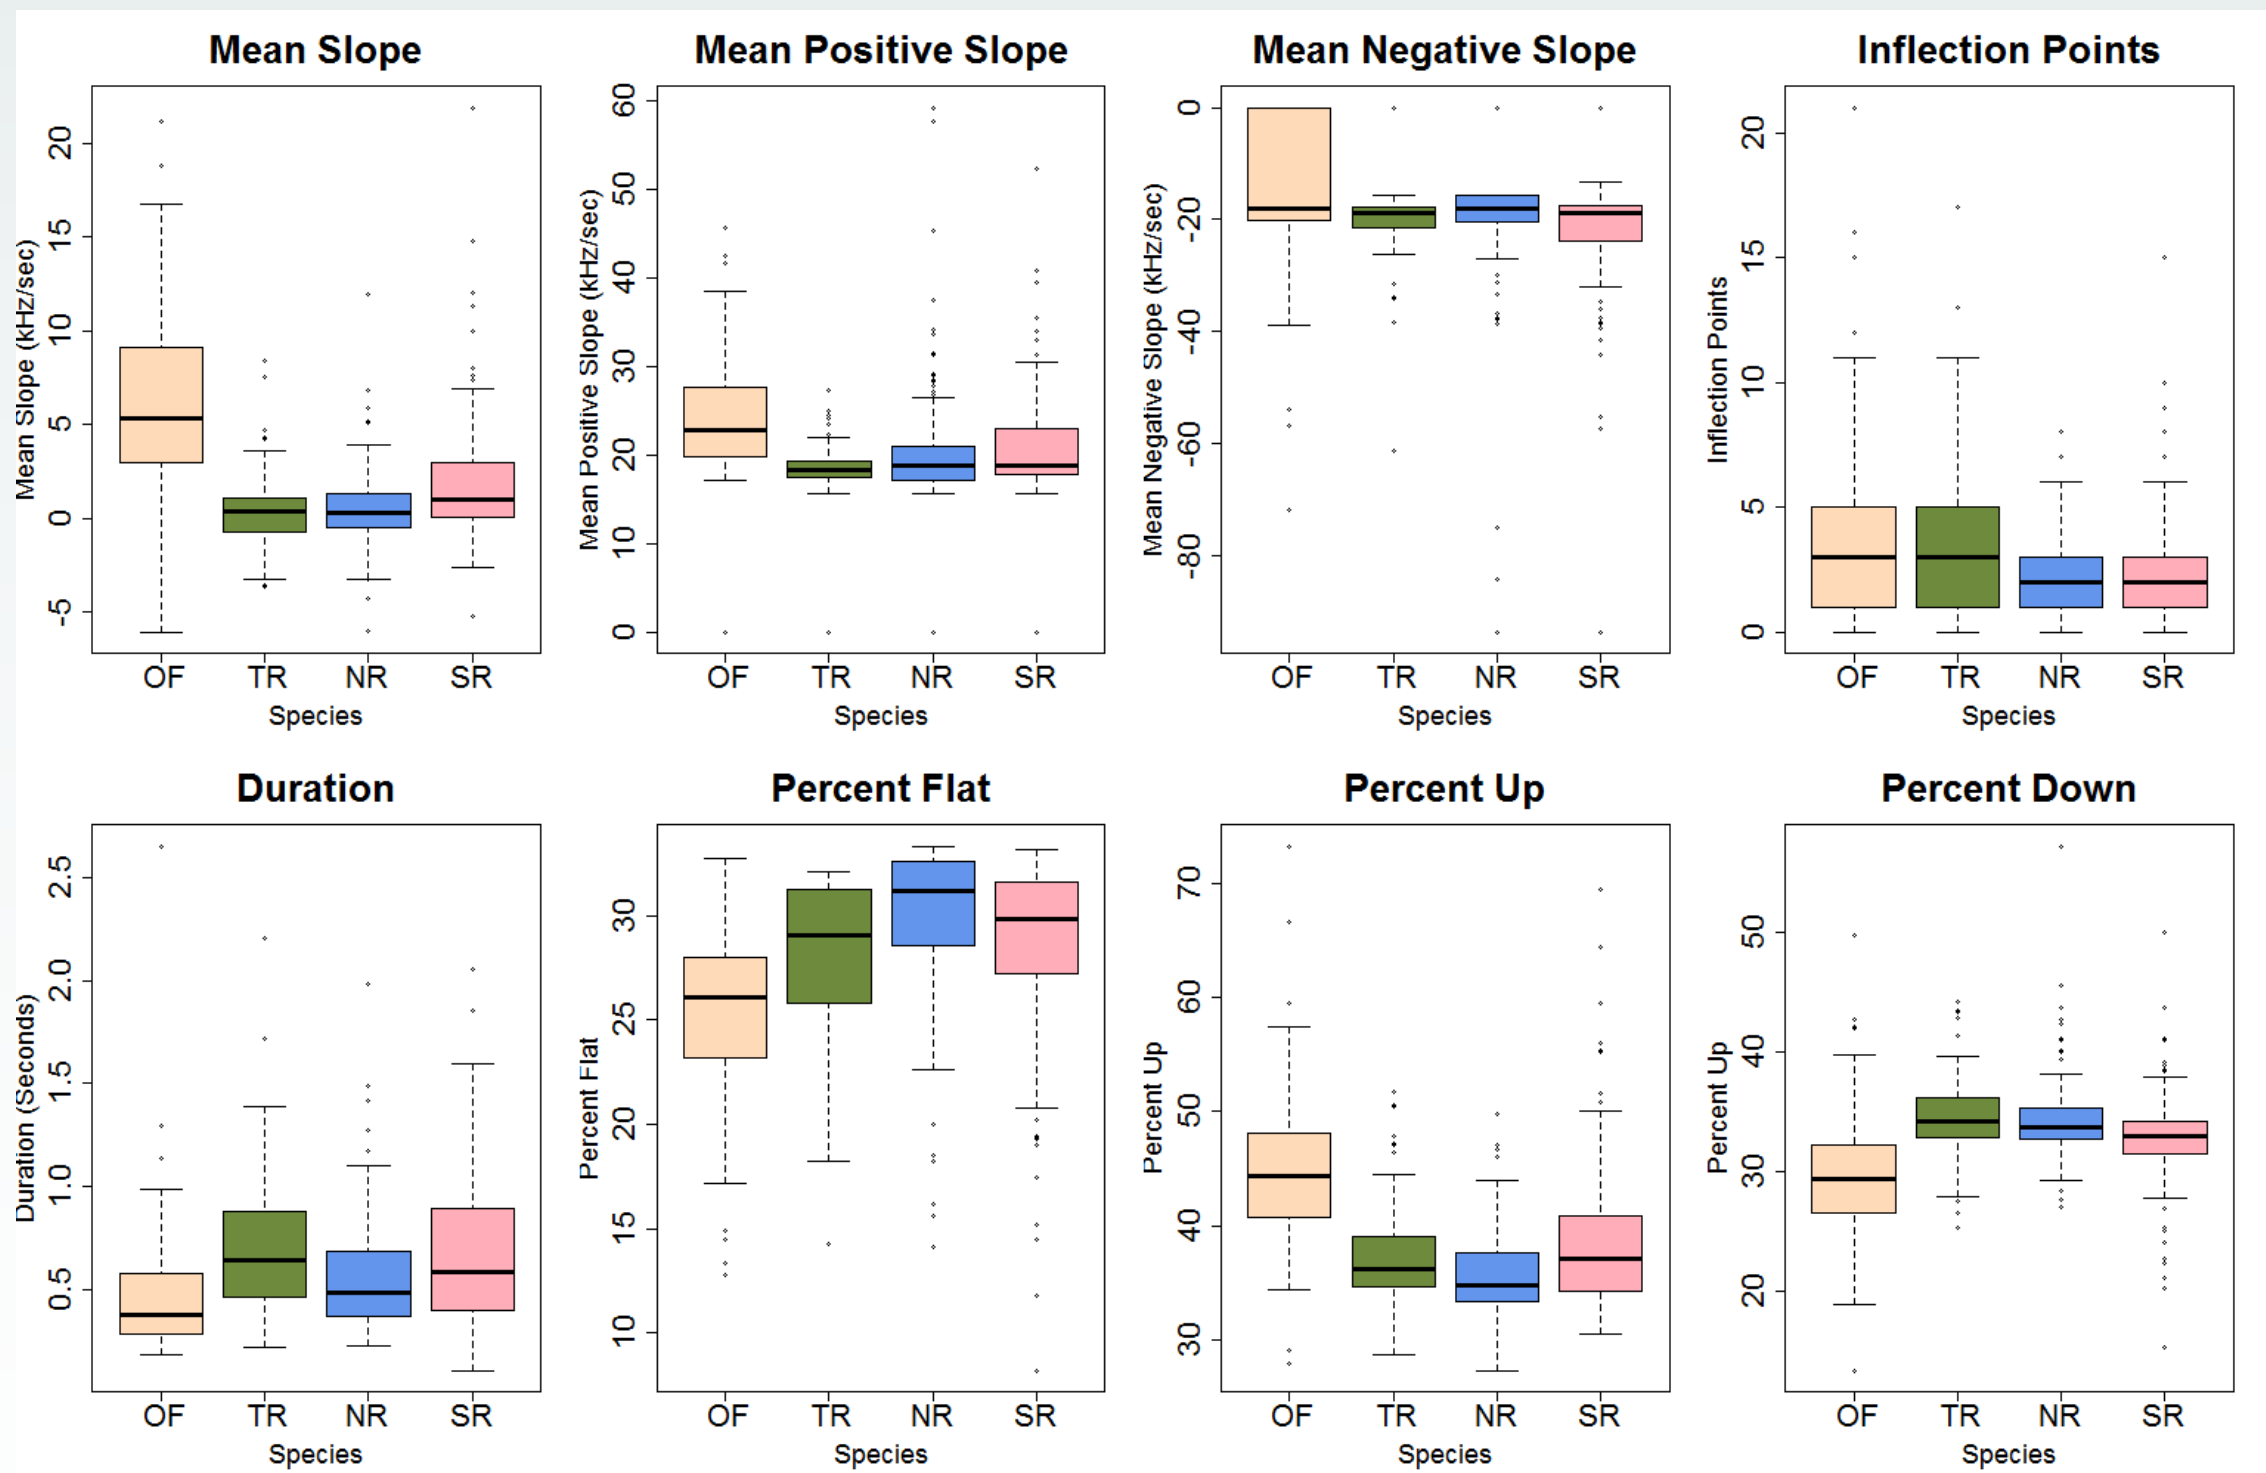 Mean Slope
Mean Slope (kHz/sec)
20
15
10
5
0
-5
OF TR NR SR
Species
Mean Positive Slope
Mean Positive Slope (kHz/sec)
60
50
40
30
20
10
0
OF TR NR SR
Species
Mean Negative Slope
Mean Negative Slope (kHz/sec)
0
-20
-40
-60
-80
OF TR NR SR
Species
Inflection Points
Inflection Points
20
15
10
5
0
OF TR NR SR
Species
Duration
Duration (Seconds)
2.5
2.0
1.5
1.0
0.5
OF TR NR SR
Species
Percent Flat
Percent Flat
30
25
20
15
10
OF TR NR SR
Species
Percent Up
Percent Up
70
60
50
40
30
OF TR NR SR
Species
Percent Down
Percent Up
50
40
30
20
OF TR NR SR
Species